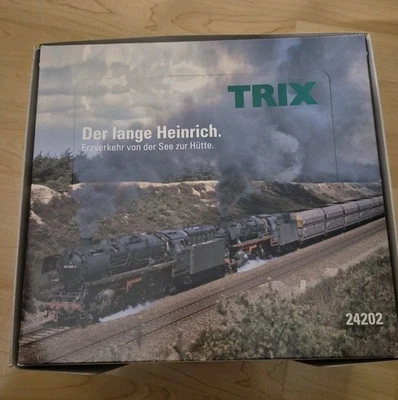 TRIX
Der lange Heinrich.
Erzverkehr von der See zur Hütte.
24202